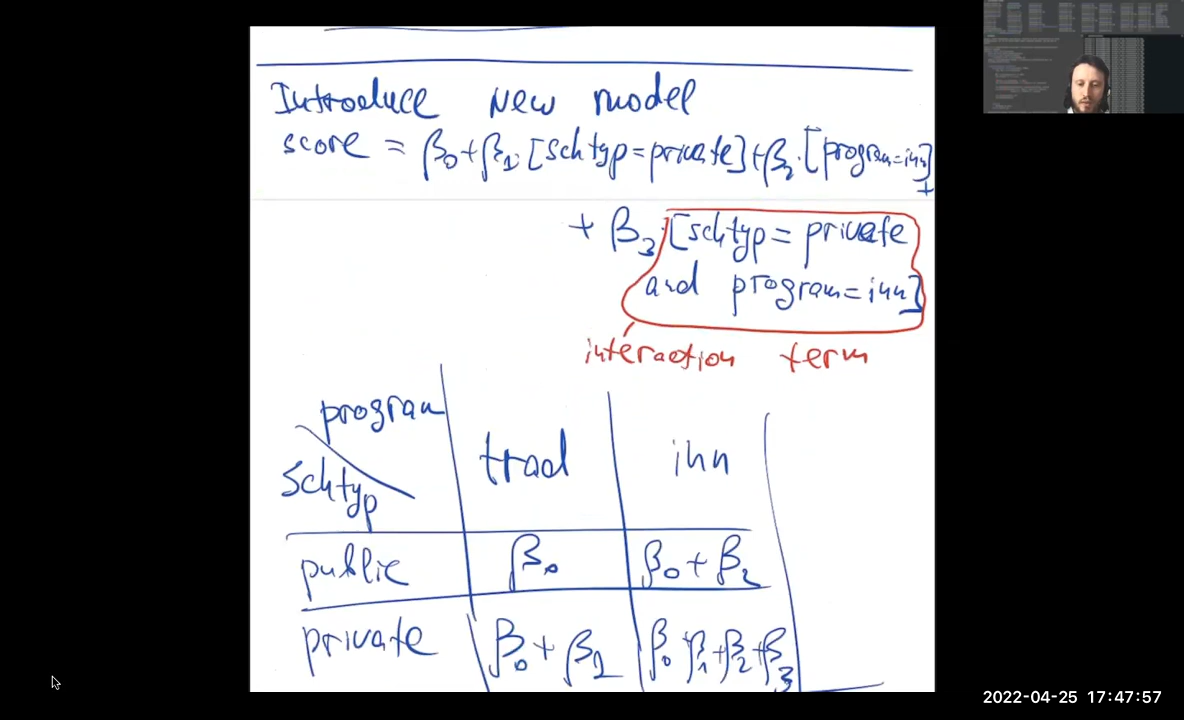 Introduce New model
score = β₀+β₁·[schtyp=private]+β₂·[program=inn]
+
+ β₃·[schtyp= private
and program=inn]
interaction term
program
schtyp
trad inn
public β₀ β₀+β₂
private β₀+β₁ β₀ β₁+β₂+β₃
2022-04-25 17:47:57